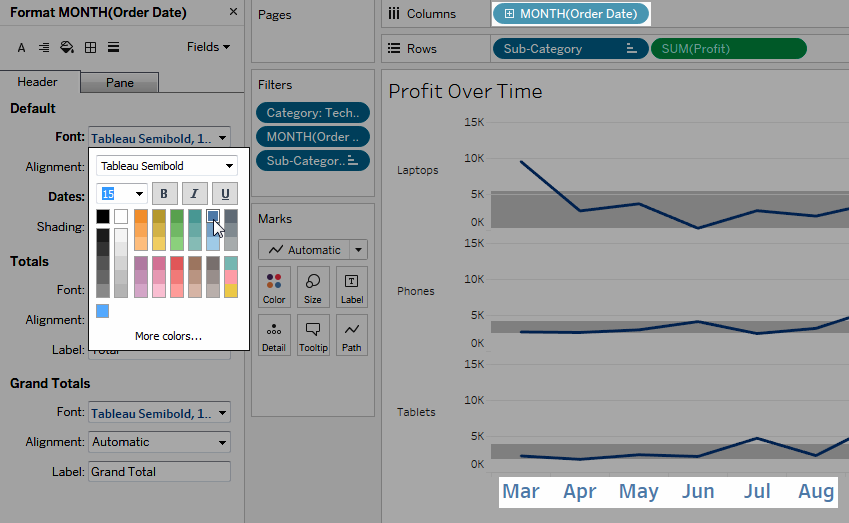 Format MONTH(Order Date) ×
A Fields
Header Pane
Default
Font: Tableau Semibold, 1..
Alignment:
Dates:
Shading:
Totals
Font:
Alignment:
Label: Total
Grand Totals
Font: Tableau Semibold, 1..
Alignment: Automatic
Label: Grand Total
Tableau Semibold
15 B I U
More colors...
Pages
Filters
Category: Tech..
MONTH(Order ..
Sub-Categor..
Marks
Automatic
Color Size Label
T
Detail Tooltip Path
Columns MONTH(Order Date)
Rows Sub-Category SUM(Profit)
Profit Over Time
Laptops
15K
10K
5K
0K
Phones
15K
10K
5K
0K
Tablets
15K
10K
5K
0K
Mar Apr May Jun Jul Aug